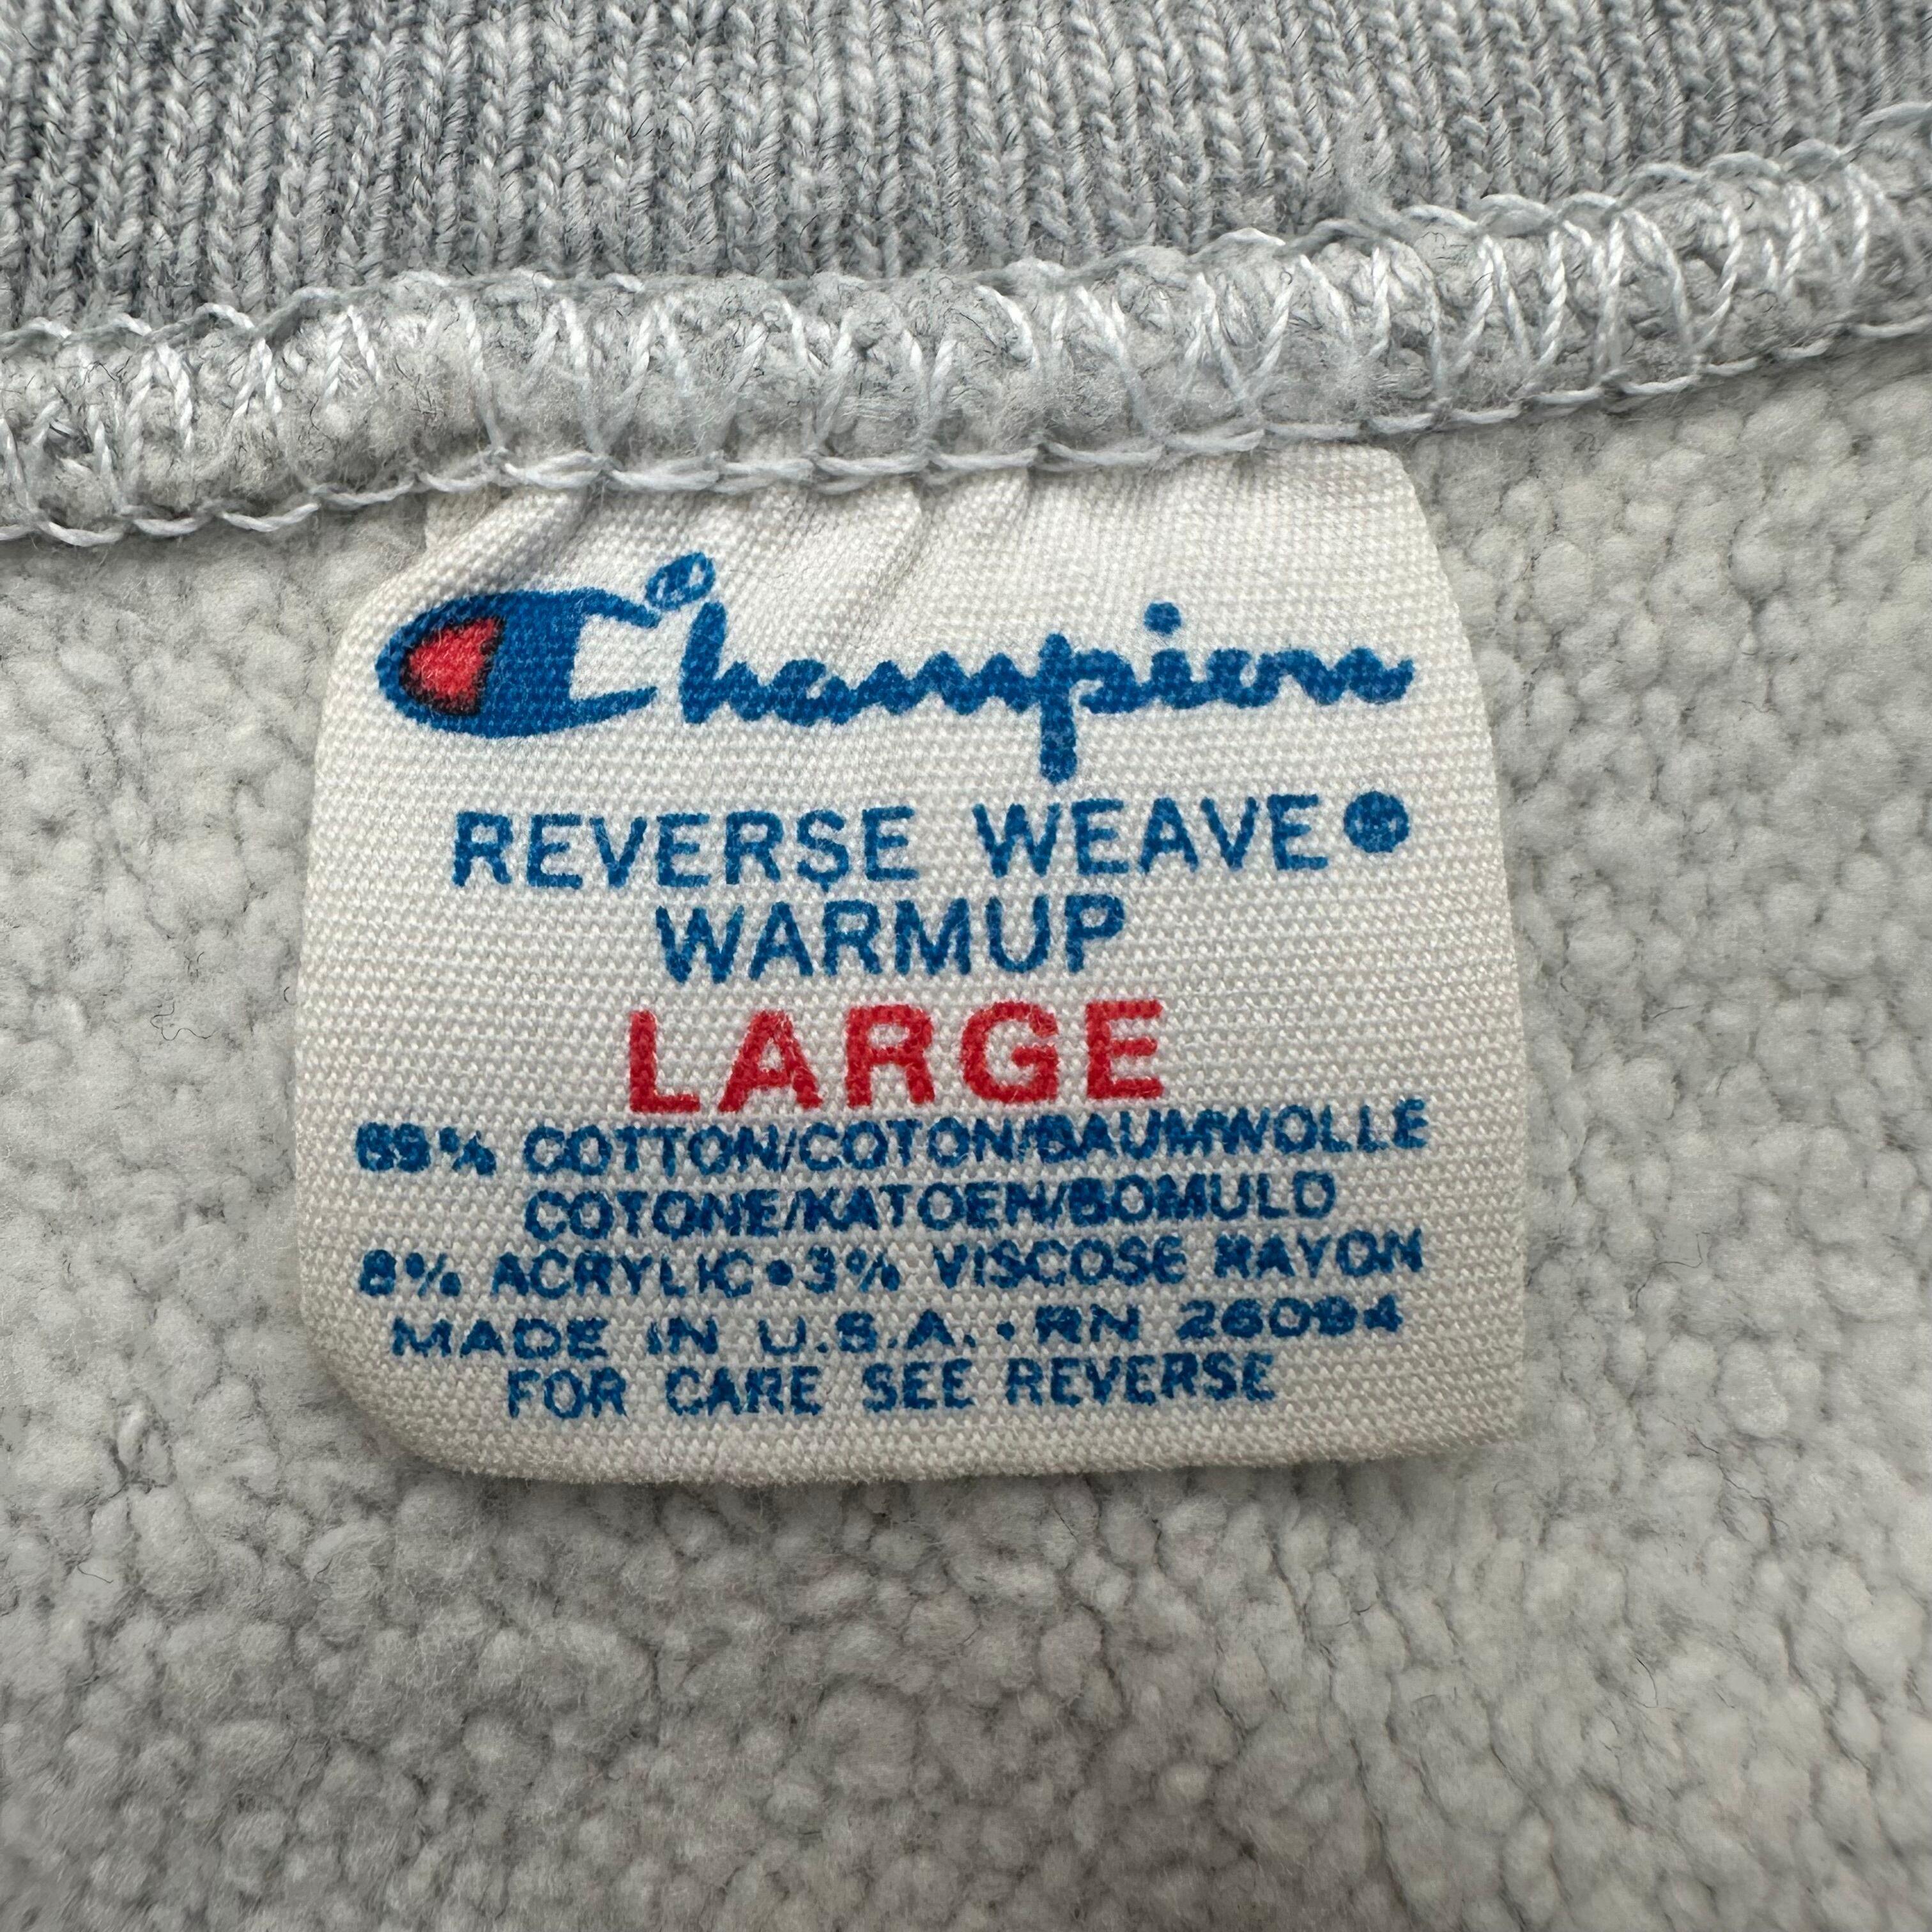 Champion®
REVERSE WEAVE®
WARMUP
LARGE
89% COTTON/COTON/BAUMWOLLE
COTONE/KATOEN/BOMULD
8% ACRYLIC•3% VISCOSE RAYON
MADE IN U.S.A. • RN 26094
FOR CARE SEE REVERSE